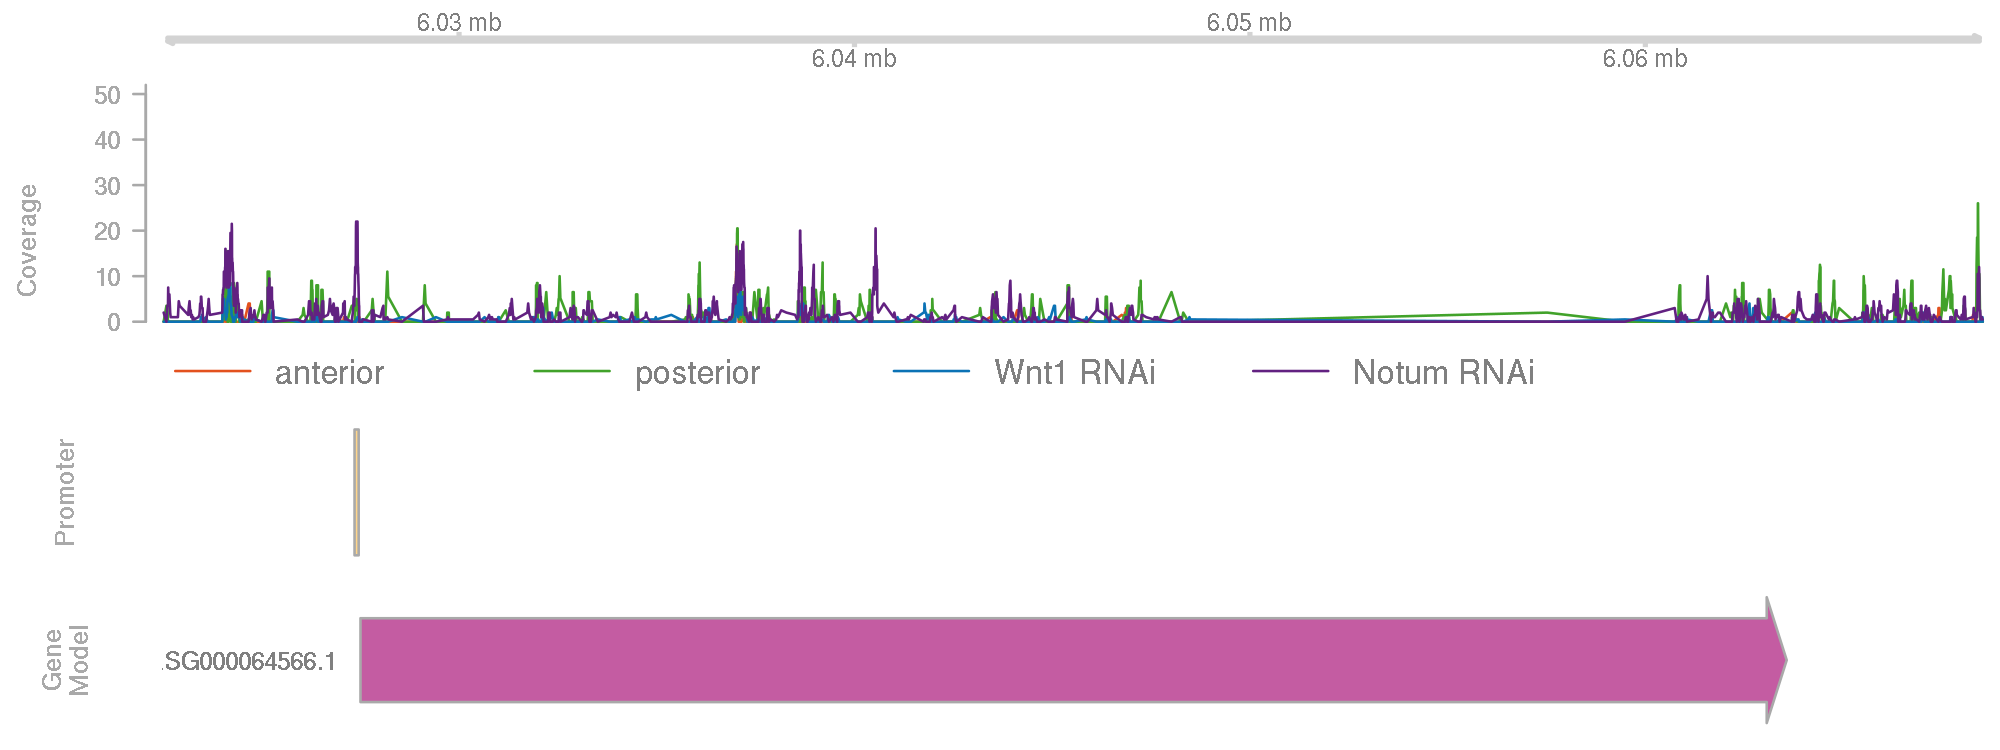 6.03 mb
6.05 mb
6.04 mb
6.06 mb
Coverage
50
40
30
20
10
0
anterior
posterior
Wnt1 RNAi
Notum RNAi
Promoter
Gene
Model
.SG000064566.1